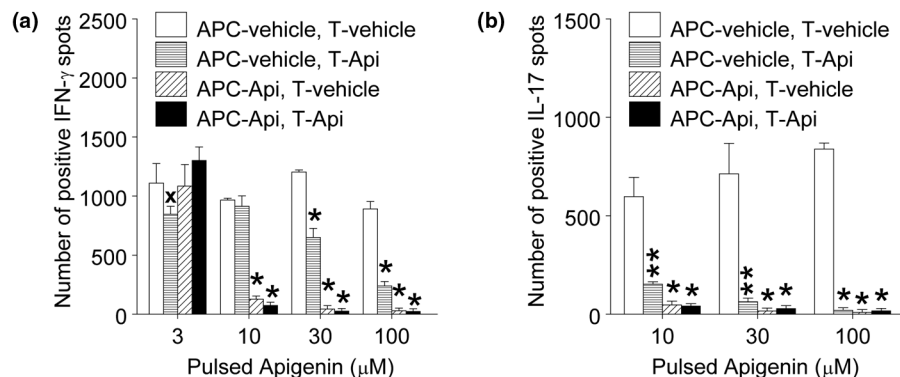 (a)
Number of positive IFN-γ spots
2500
2000
1500
1000
500
0
APC-vehicle, T-vehicle
APC-vehicle, T-Api
APC-Api, T-vehicle
APC-Api, T-Api
x
*
*
*
*
*
*
*
*
3
10
30
100
Pulsed Apigenin (μM)
(b)
Number of positive IL-17 spots
1500
1000
500
0
APC-vehicle, T-vehicle
APC-vehicle, T-Api
APC-Api, T-vehicle
APC-Api, T-Api
**
*
*
**
*
*
*
*
*
10
30
100
Pulsed Apigenin (μM)